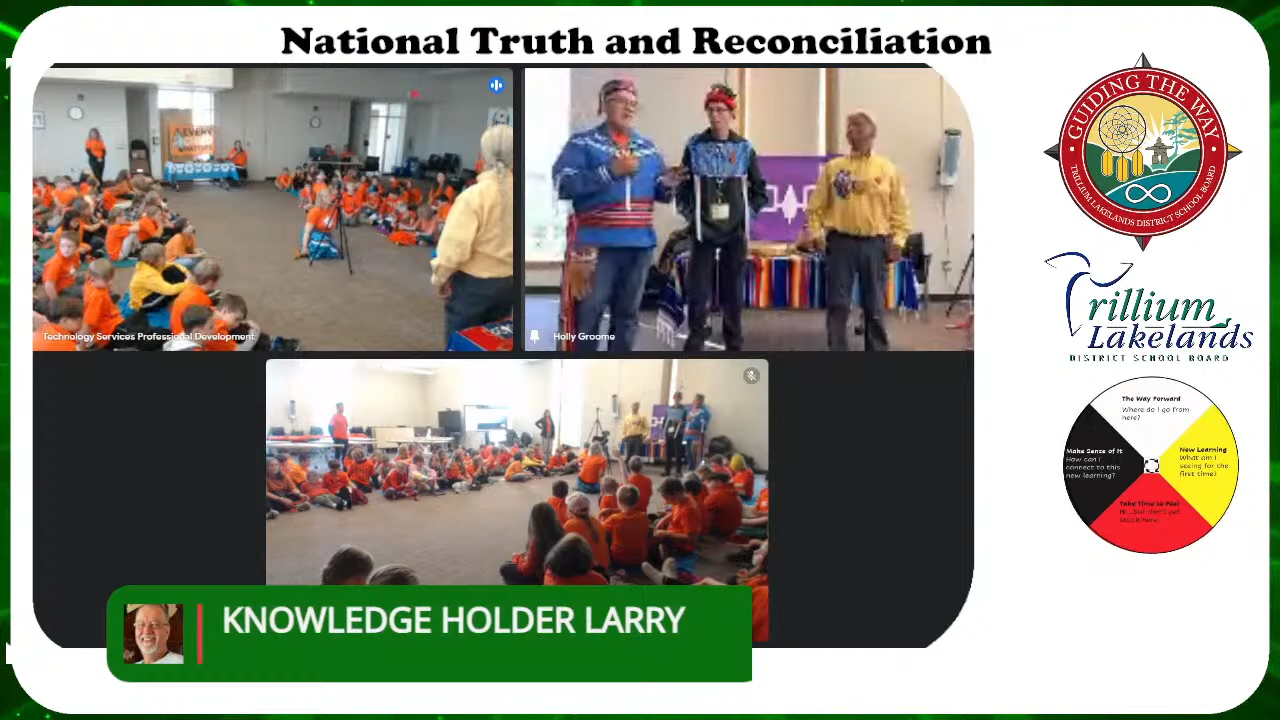 National Truth and Reconciliation
EVERY
CHILD
MATTERS
Technology Services Professional Development
Holly Groome
KNOWLEDGE HOLDER LARRY
GUIDING THE WAY
TRILLIUM LAKELANDS DISTRICT SCHOOL BOARD
Trillium
Lakelands
DISTRICT SCHOOL BOARD
The Way Forward
Where do I go from
here?
Make Sense of It
How can I
connect to this
new learning?
New Learning
What am I
seeing for the
first time?
Take Time to Feel